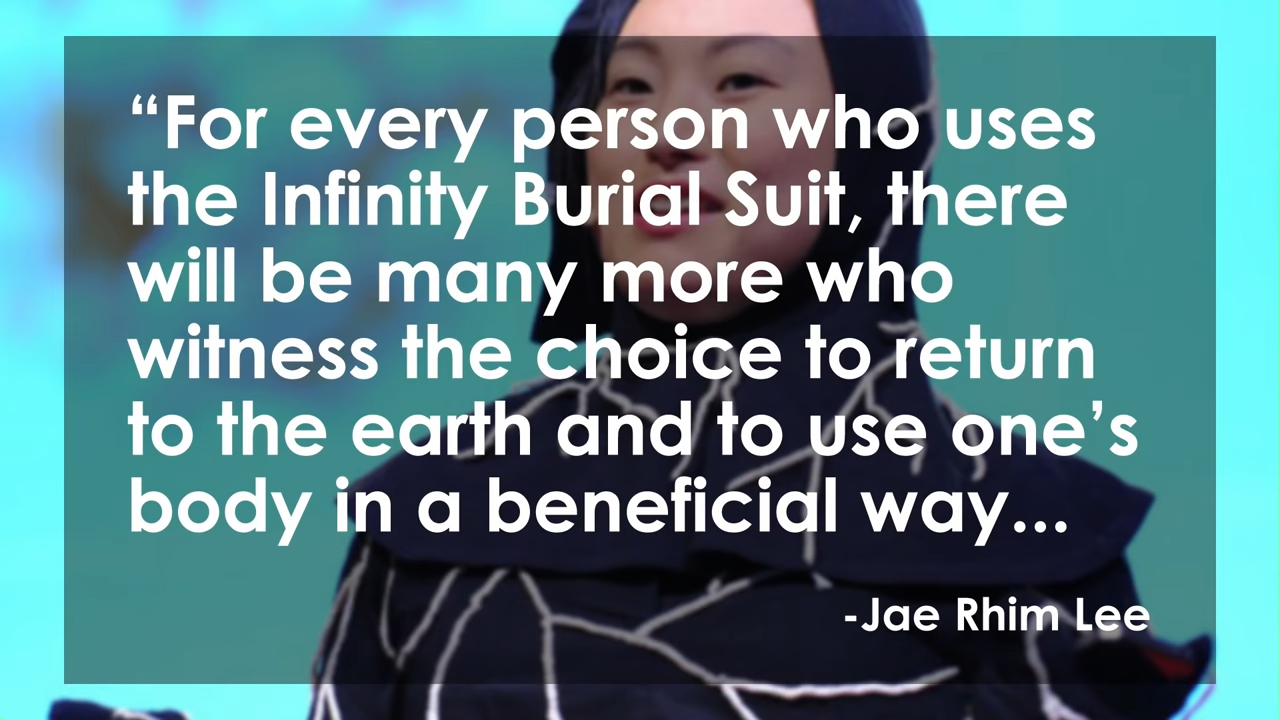 “For every person who uses
the Infinity Burial Suit, there
will be many more who
witness the choice to return
to the earth and to use one’s
body in a beneficial way...
-Jae Rhim Lee